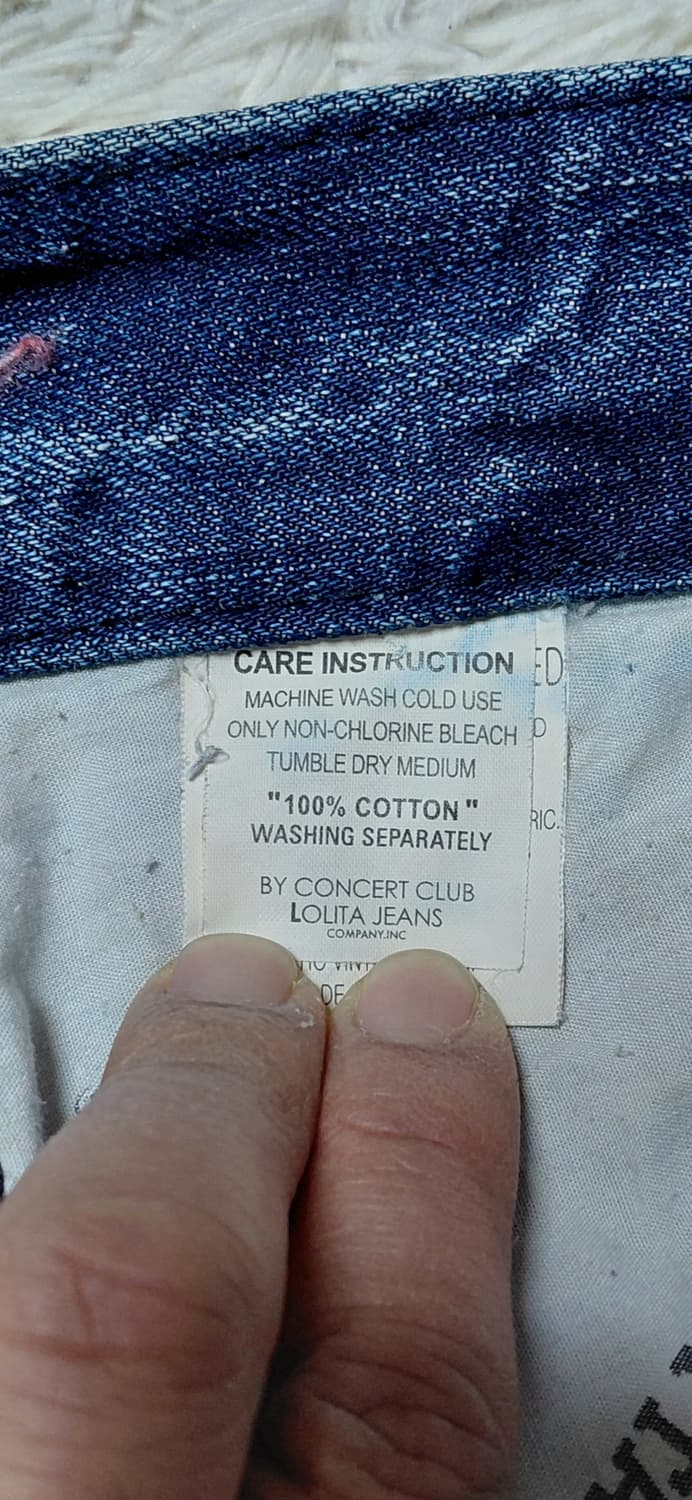 CARE INSTRUCTION
MACHINE WASH COLD USE
ONLY NON-CHLORINE BLEACH
TUMBLE DRY MEDIUM
"100% COTTON"
WASHING SEPARATELY
BY CONCERT CLUB
LOLITA JEANS
COMPANY.INC